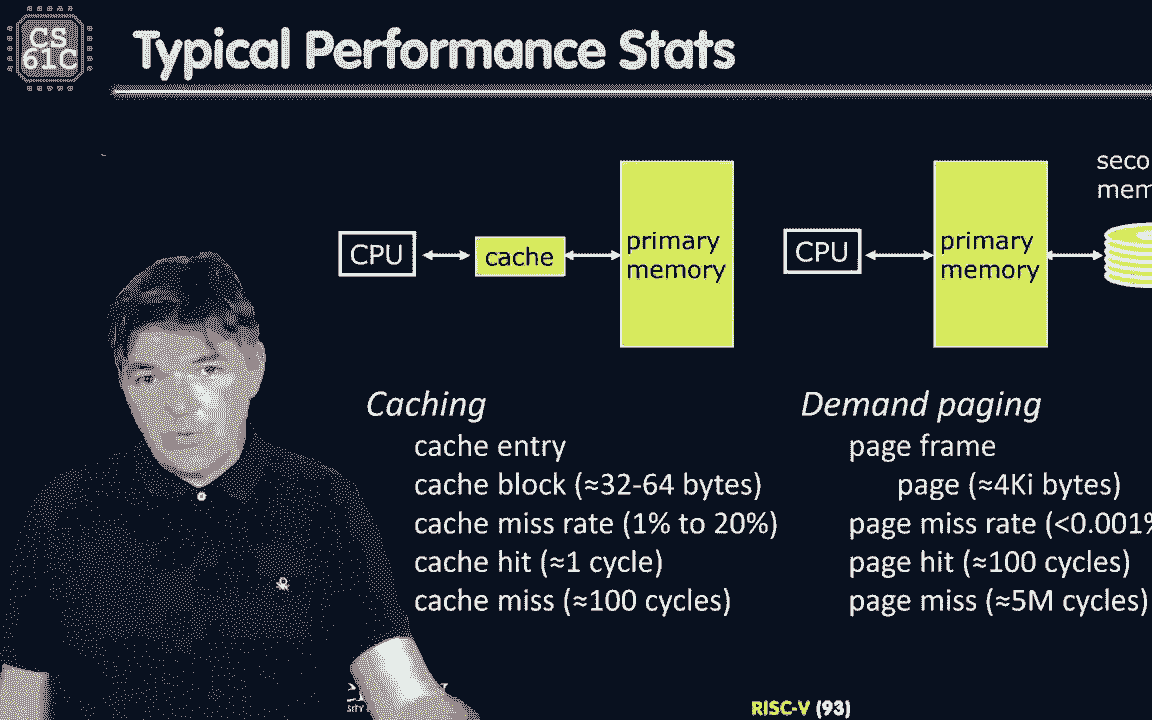 CS
61C
Typical Performance Stats
CPU
cache
primary
memory
CPU
primary
memory
seco
mem
Caching
cache entry
cache block (≈32-64 bytes)
cache miss rate (1% to 20%)
cache hit (≈1 cycle)
cache miss (≈100 cycles)
Demand paging
page frame
page (≈4Ki bytes)
page miss rate (<0.001%
page hit (≈100 cycles)
page miss (≈5M cycles)
RISC-V (93)